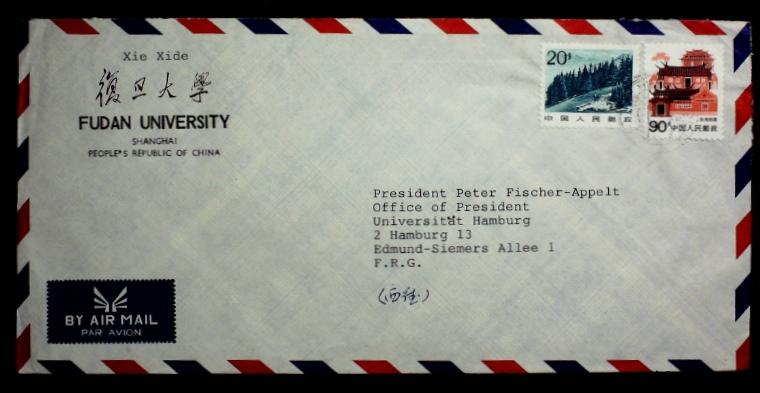 Xie Xide
復旦大學
FUDAN UNIVERSITY
SHANGHAI
PEOPLE'S REPUBLIC OF CHINA
20分
中国人民邮政
90分 中国人民邮政
President Peter Fischer-Appelt
Office of President
Universität Hamburg
2 Hamburg 13
Edmund-Siemers Allee 1
F.R.G.
(西德)
BY AIR MAIL
PAR AVION